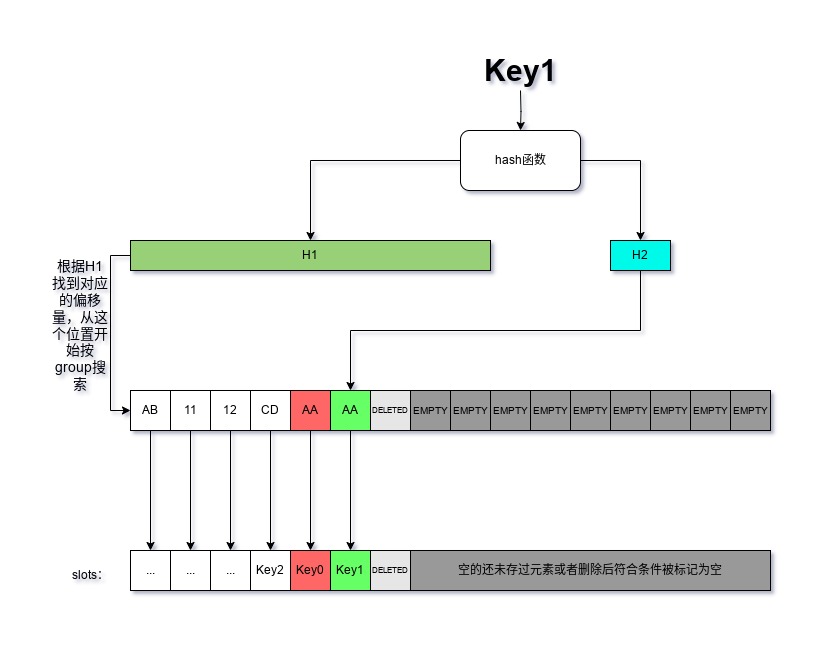 Key1
hash函数
H1
H2
根据H1
找到对应
的偏移
量，从这
个位置开
始按
group搜
索
AB 11 12 CD AA AA DELETED EMPTY EMPTY EMPTY EMPTY EMPTY EMPTY EMPTY EMPTY EMPTY
slots： ... ... ... Key2 Key0 Key1 DELETED 空的还未存过元素或者删除后符合条件被标记为空